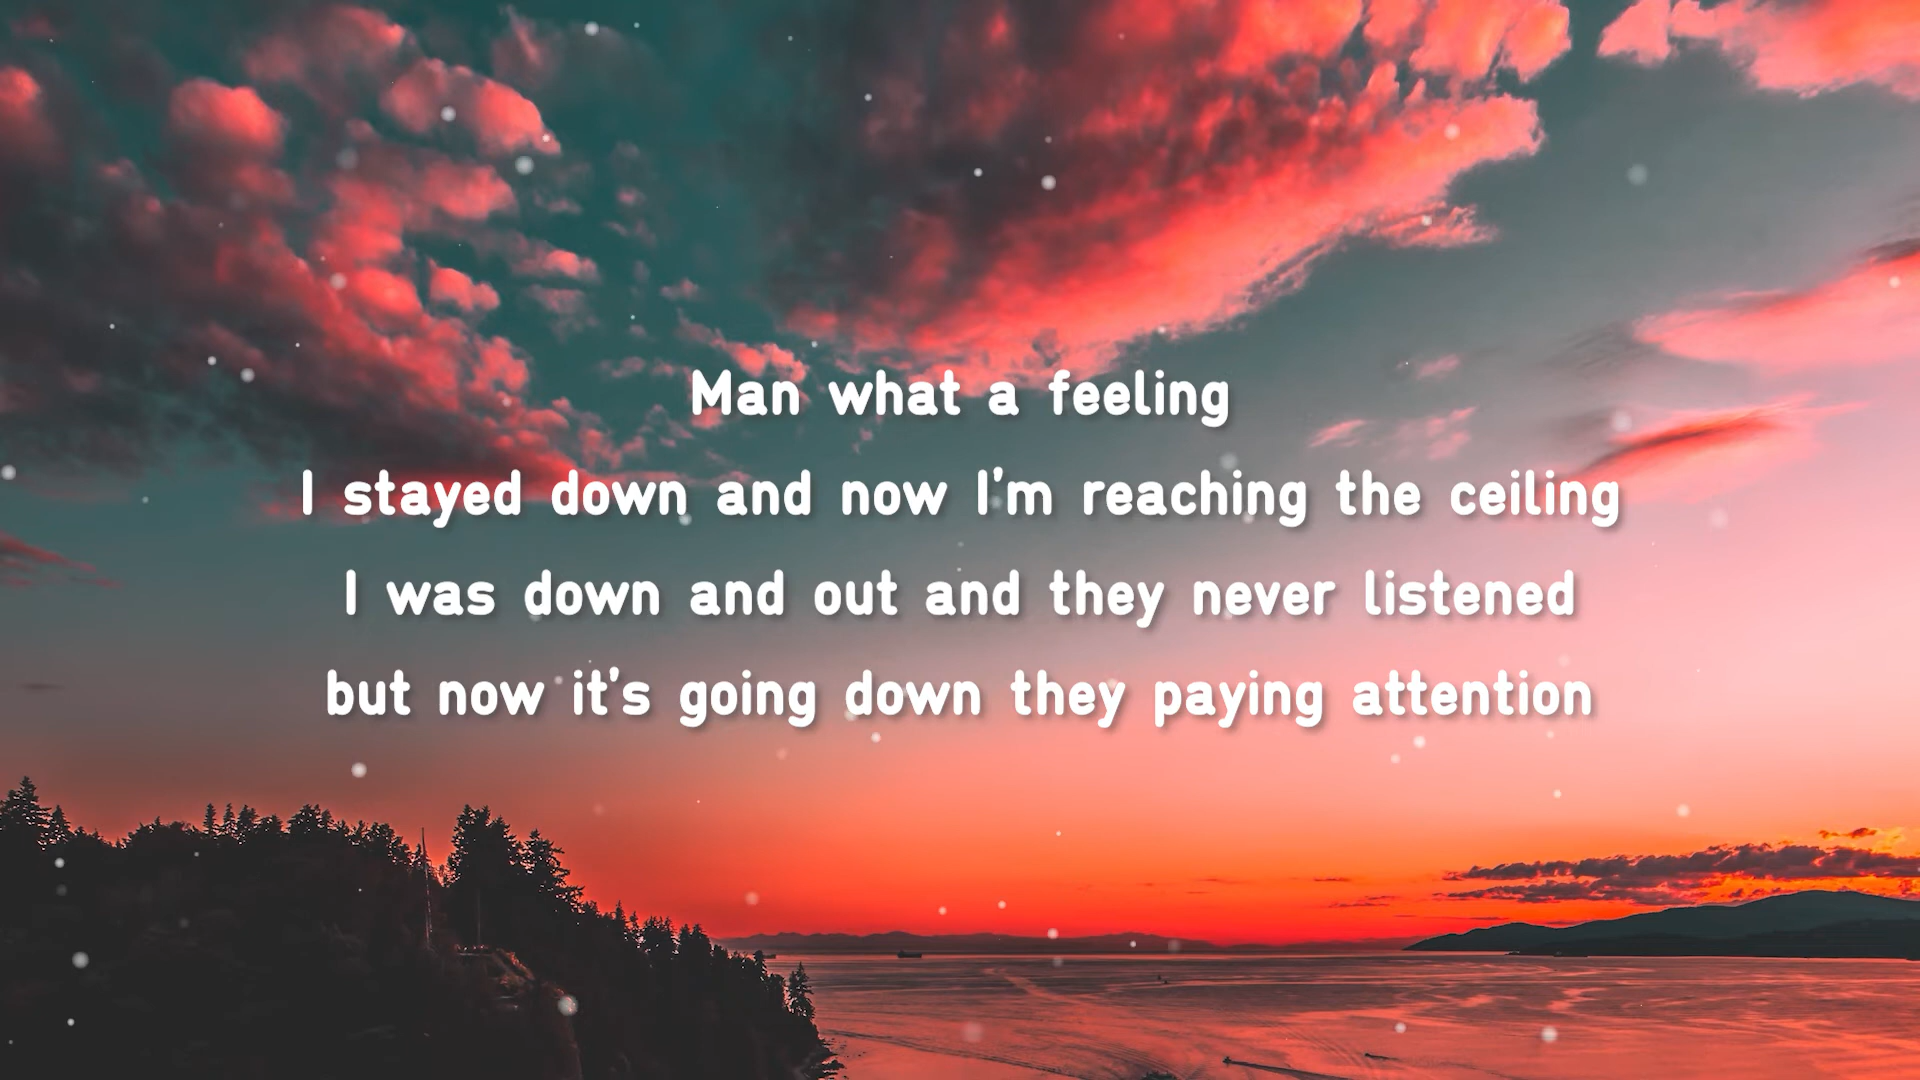 Man what a feeling
I stayed down and now I'm reaching the ceiling
I was down and out and they never listened
but now it's going down they paying attention